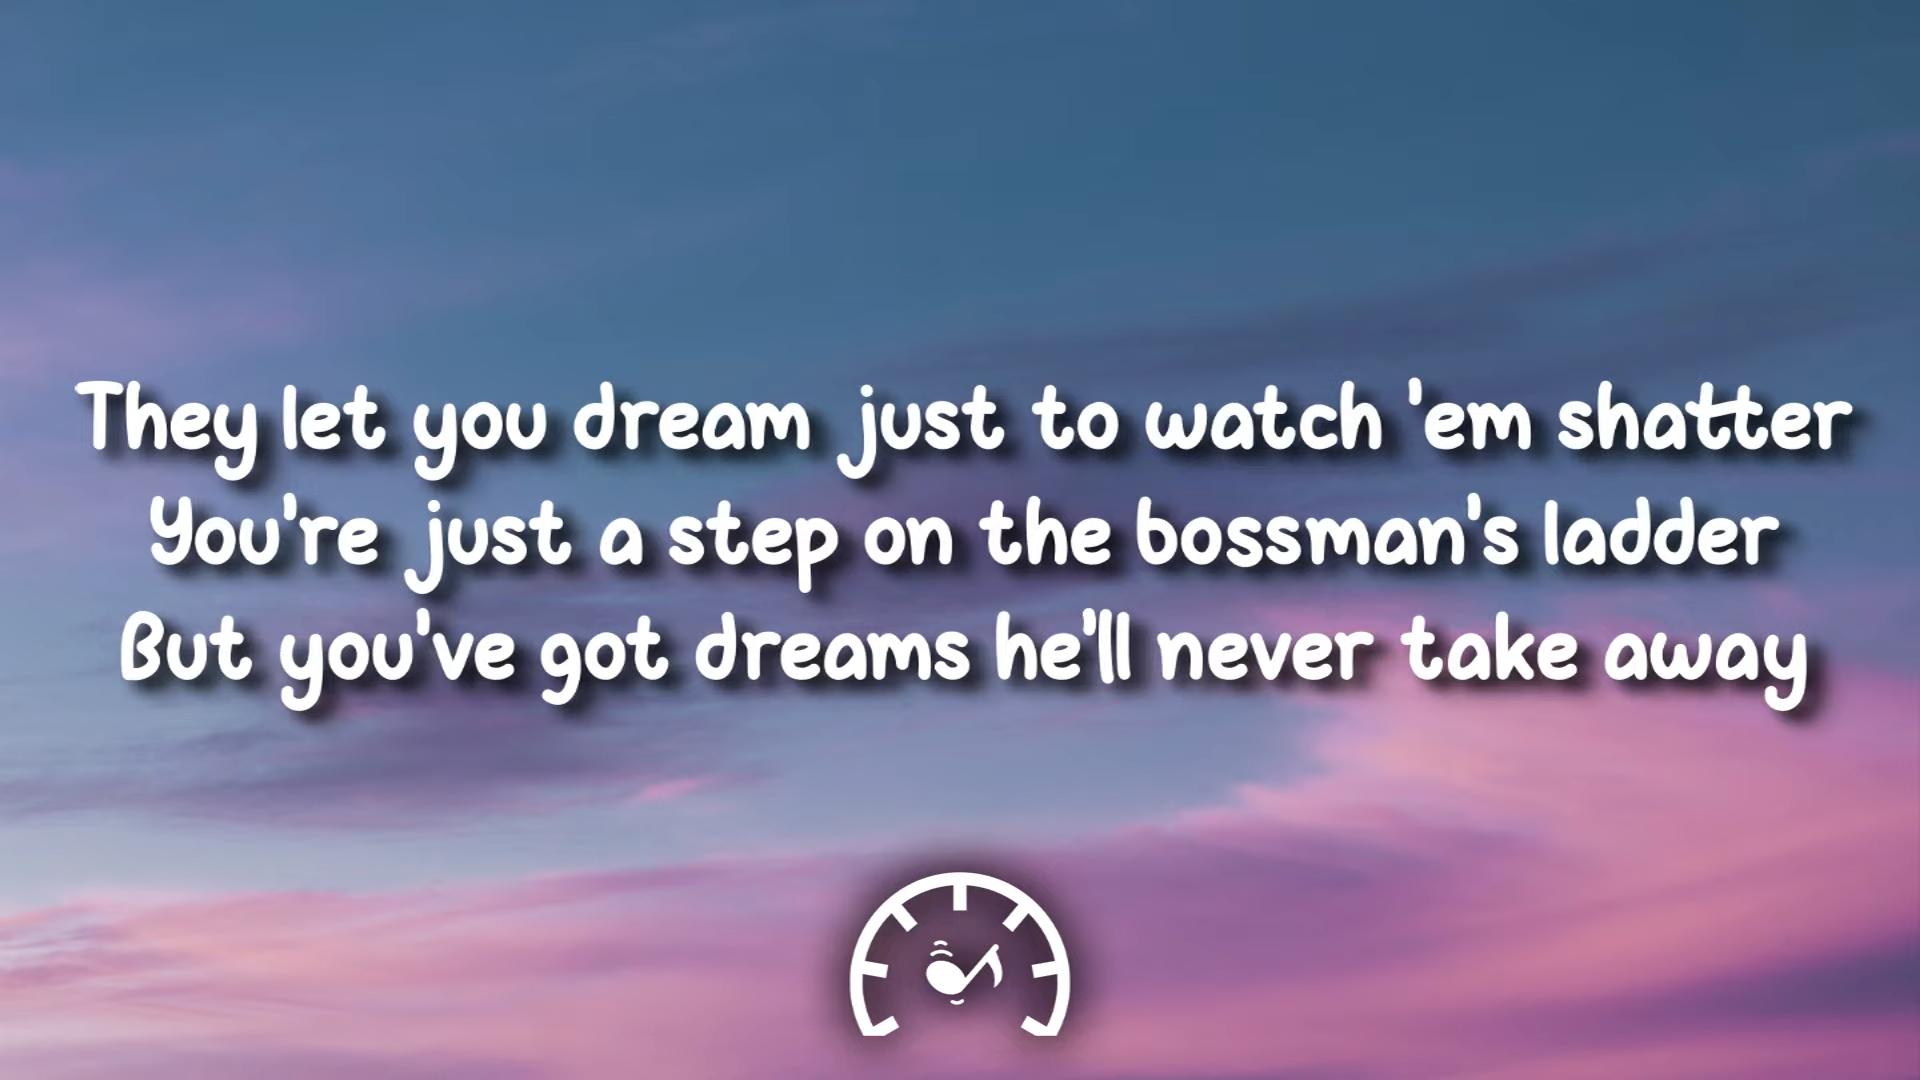 They let you dream just to watch 'em shatter
You're just a step on the bossman's ladder
But you've got dreams he'll never take away